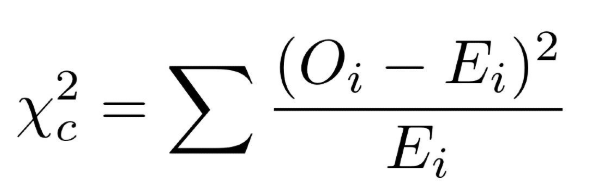 χ²_c = ∑ (O_i − E_i)² / E_i